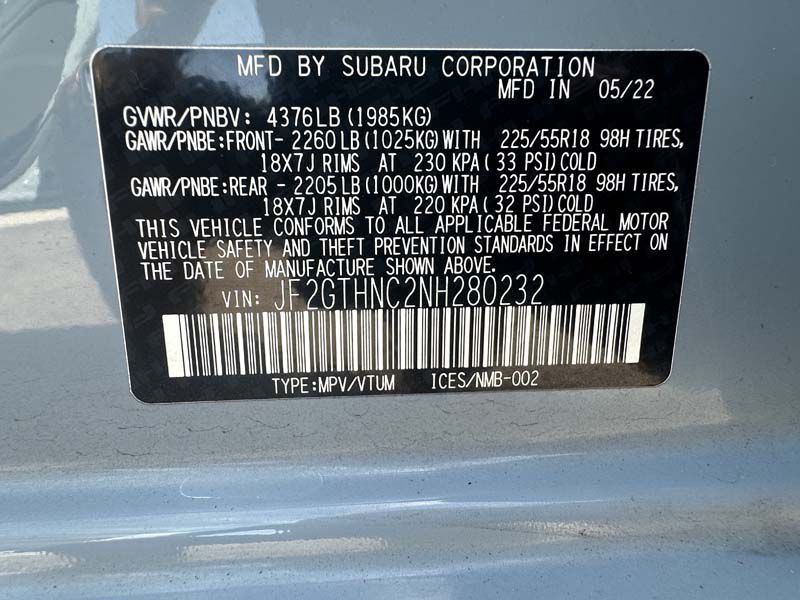 MFD BY SUBARU CORPORATION
MFD IN 05/22
GVWR/PNBV: 4376LB (1985KG)
GAWR/PNBE:FRONT- 2260LB (1025KG)WITH 225/55R18 98H TIRES,
18X7J RIMS AT 230 KPA( 33 PSI)COLD
GAWR/PNBE:REAR - 2205LB (1000KG)WITH 225/55R18 98H TIRES,
18X7J RIMS AT 220 KPA( 32 PSI)COLD
THIS VEHICLE CONFORMS TO ALL APPLICABLE FEDERAL MOTOR
VEHICLE SAFETY AND THEFT PREVENTION STANDARDS IN EFFECT ON
THE DATE OF MANUFACTURE SHOWN ABOVE.
VIN: JF2GTHNC2NH280232
TYPE:MPV/VTUM ICES/NMB-002